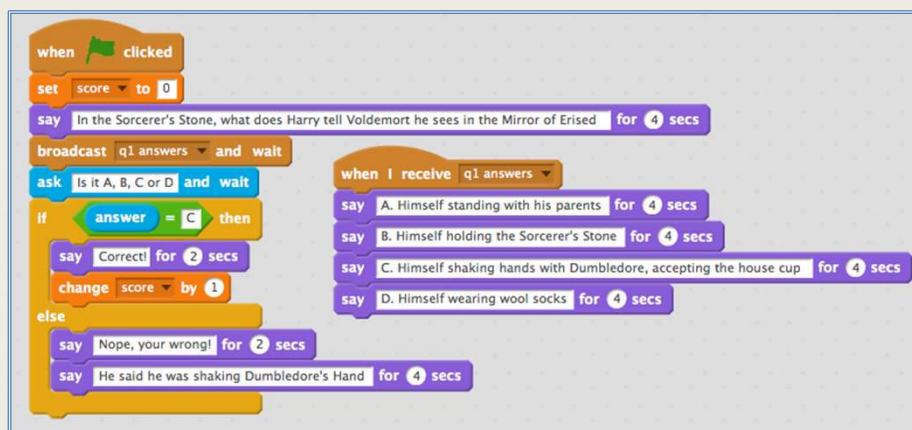 when clicked
set score to 0
say In the Sorcerer's Stone, what does Harry tell Voldemort he sees in the Mirror of Erised for 4 secs
broadcast q1 answers and wait
ask Is it A, B, C or D and wait
if answer = C then
say Correct! for 2 secs
change score by 1
else
say Nope, your wrong! for 2 secs
say He said he was shaking Dumbledore's Hand for 4 secs
when I receive q1 answers
say A. Himself standing with his parents for 4 secs
say B. Himself holding the Sorcerer's Stone for 4 secs
say C. Himself shaking hands with Dumbledore, accepting the house cup for 4 secs
say D. Himself wearing wool socks for 4 secs